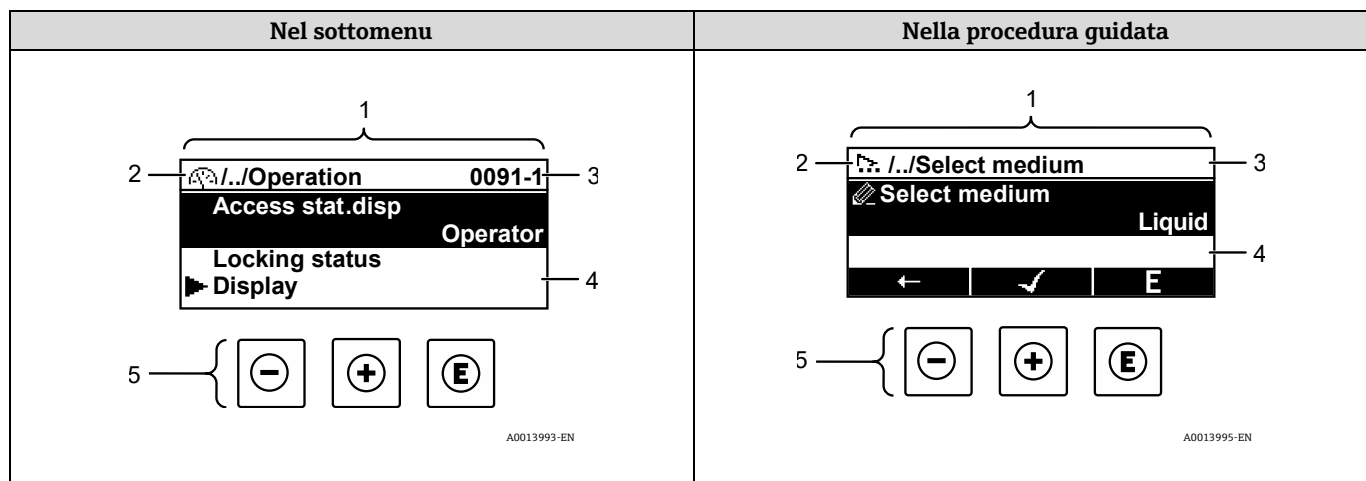 Nel sottomenu
1
2
/../Operation 0091-1
3
Access stat.disp
Operator
Locking status
Display
4
5
E
A0013993-EN
Nella procedura guidata
1
2
/../Select medium
3
Select medium
Liquid
4
E
5
E
A0013995-EN